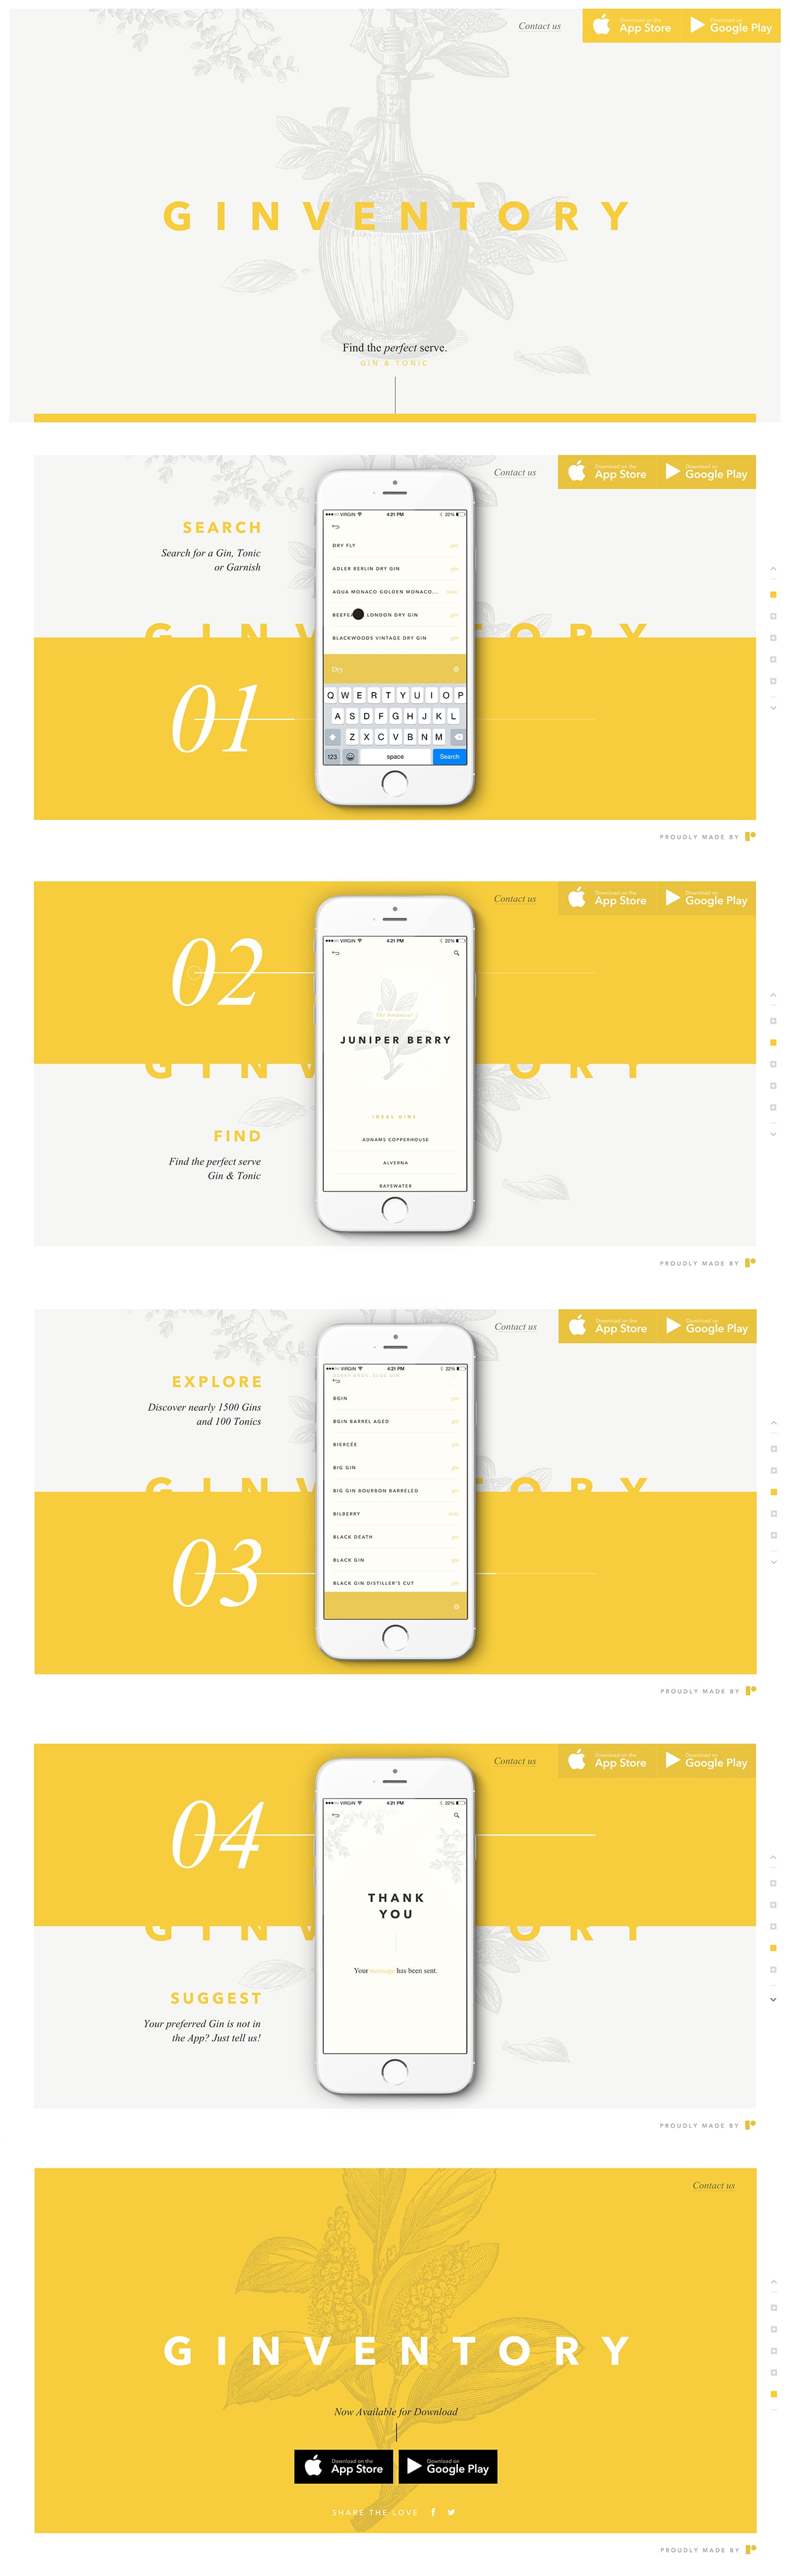 Contact us
Download on the
App Store
Download on
Google Play
GINVENTORY
Find the perfect serve.
GIN & TONIC
Contact us
Download on the
App Store
Download on
Google Play
SEARCH
Search for a Gin, Tonic
or Garnish
GINV TORY
01
VIRGIN 4:21 PM 22%
DRY FLY gin
ADLER BERLIN DRY GIN gin
AQUA MONACO GOLDEN MONACO... tonic
BEEFEA LONDON DRY GIN gin
BLACKWOODS VINTAGE DRY GIN gin
Dry
Q W E R T Y U I O P
A S D F G H J K L
Z X C V B N M
123 space Search
PROUDLY MADE BY
Contact us
Download on the
App Store
Download on
Google Play
02
VIRGIN 4:21 PM 22%
The botanical
JUNIPER BERRY
GINV ORY
IDEAL GINS
ADNAMS COPPERHOUSE
ALVERNA
BAYSWATER
FIND
Find the perfect serve
Gin & Tonic
PROUDLY MADE BY
Contact us
Download on the
App Store
Download on
Google Play
EXPLORE
Discover nearly 1500 Gins
and 100 Tonics
GINV TORY
03
VIRGIN 4:21 PM 22%
BGIN gin
BGIN BARREL AGED gin
BIERCÉE gin
BIG GIN gin
BIG GIN BOURBON BARRELED gin
BILBERRY tonic
BLACK DEATH gin
BLACK GIN gin
BLACK GIN DISTILLER'S CUT gin
PROUDLY MADE BY
Contact us
Download on the
App Store
Download on
Google Play
04
VIRGIN 4:21 PM 22%
THANK
YOU
Your message has been sent.
GINV ORY
SUGGEST
Your preferred Gin is not in
the App? Just tell us!
PROUDLY MADE BY
Contact us
GINVENTORY
Now Available for Download
Download on the
App Store
Download on
Google Play
SHARE THE LOVE
PROUDLY MADE BY